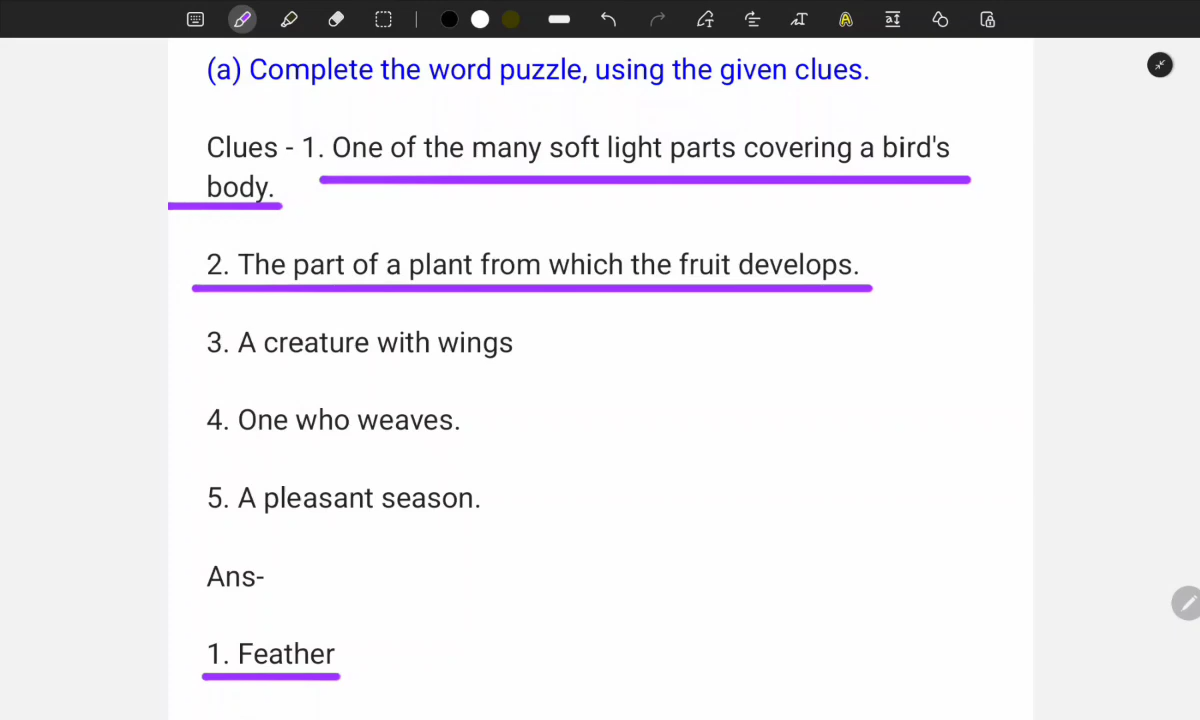 (a) Complete the word puzzle, using the given clues.
Clues - 1. One of the many soft light parts covering a bird's
body.
2. The part of a plant from which the fruit develops.
3. A creature with wings
4. One who weaves.
5. A pleasant season.
Ans-
1. Feather